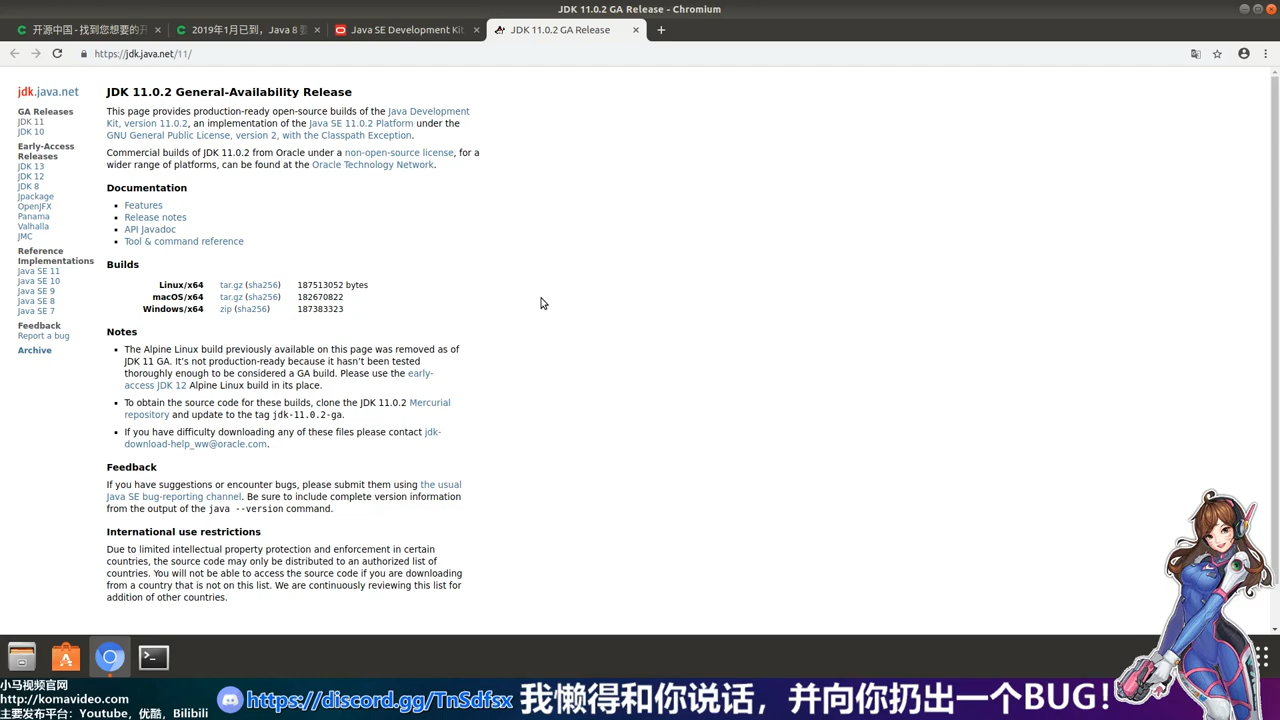 JDK 11.0.2 GA Release - Chromium
开源中国 - 找到您想要的开
2019年1月已到，Java 8 要
Java SE Development Kit
JDK 11.0.2 GA Release
https://jdk.java.net/11/
jdk.java.net
GA Releases
JDK 11
JDK 10
Early-Access
Releases
JDK 13
JDK 12
JDK 8
Jpackage
OpenJFX
Panama
Valhalla
JMC
Reference
Implementations
Java SE 11
Java SE 10
Java SE 9
Java SE 8
Java SE 7
Feedback
Report a bug
Archive
JDK 11.0.2 General-Availability Release
This page provides production-ready open-source builds of the Java Development
Kit, version 11.0.2, an implementation of the Java SE 11.0.2 Platform under the
GNU General Public License, version 2, with the Classpath Exception.
Commercial builds of JDK 11.0.2 from Oracle under a non-open-source license, for a
wider range of platforms, can be found at the Oracle Technology Network.
Documentation
• Features
• Release notes
• API Javadoc
• Tool & command reference
Builds
Linux/x64 tar.gz (sha256) 187513052 bytes
macOS/x64 tar.gz (sha256) 182670822
Windows/x64 zip (sha256) 187383323
Notes
• The Alpine Linux build previously available on this page was removed as of
JDK 11 GA. It’s not production-ready because it hasn’t been tested
thoroughly enough to be considered a GA build. Please use the early-
access JDK 12 Alpine Linux build in its place.
• To obtain the source code for these builds, clone the JDK 11.0.2 Mercurial
repository and update to the tag jdk-11.0.2-ga.
• If you have difficulty downloading any of these files please contact jdk-
download-help_ww@oracle.com.
Feedback
If you have suggestions or encounter bugs, please submit them using the usual
Java SE bug-reporting channel. Be sure to include complete version information
from the output of the java --version command.
International use restrictions
Due to limited intellectual property protection and enforcement in certain
countries, the source code may only be distributed to an authorized list of
countries. You will not be able to access the source code if you are downloading
from a country that is not on this list. We are continuously reviewing this list for
addition of other countries.
小马视频官网
http://komavideo.com
主要发布平台：Youtube，优酷，Bilibili
https://discord.gg/TnSdfsx
我懒得和你说话，并向你扔出一个BUG！